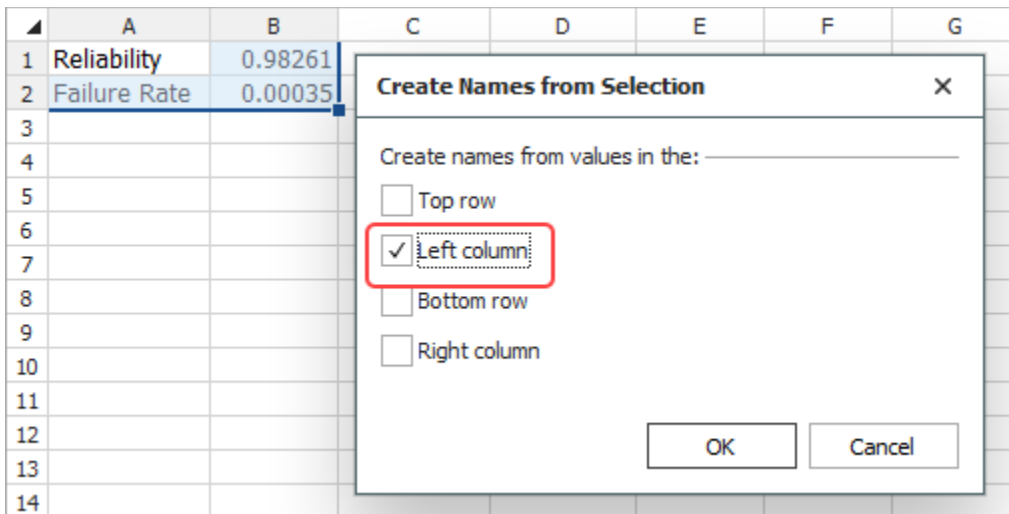 A B C D E F G
1 Reliability 0.98261
2 Failure Rate 0.00035
3
4
5
6
7
8
9
10
11
12
13
14
Create Names from Selection
Create names from values in the:
Top row
Left column
Bottom row
Right column
OK Cancel